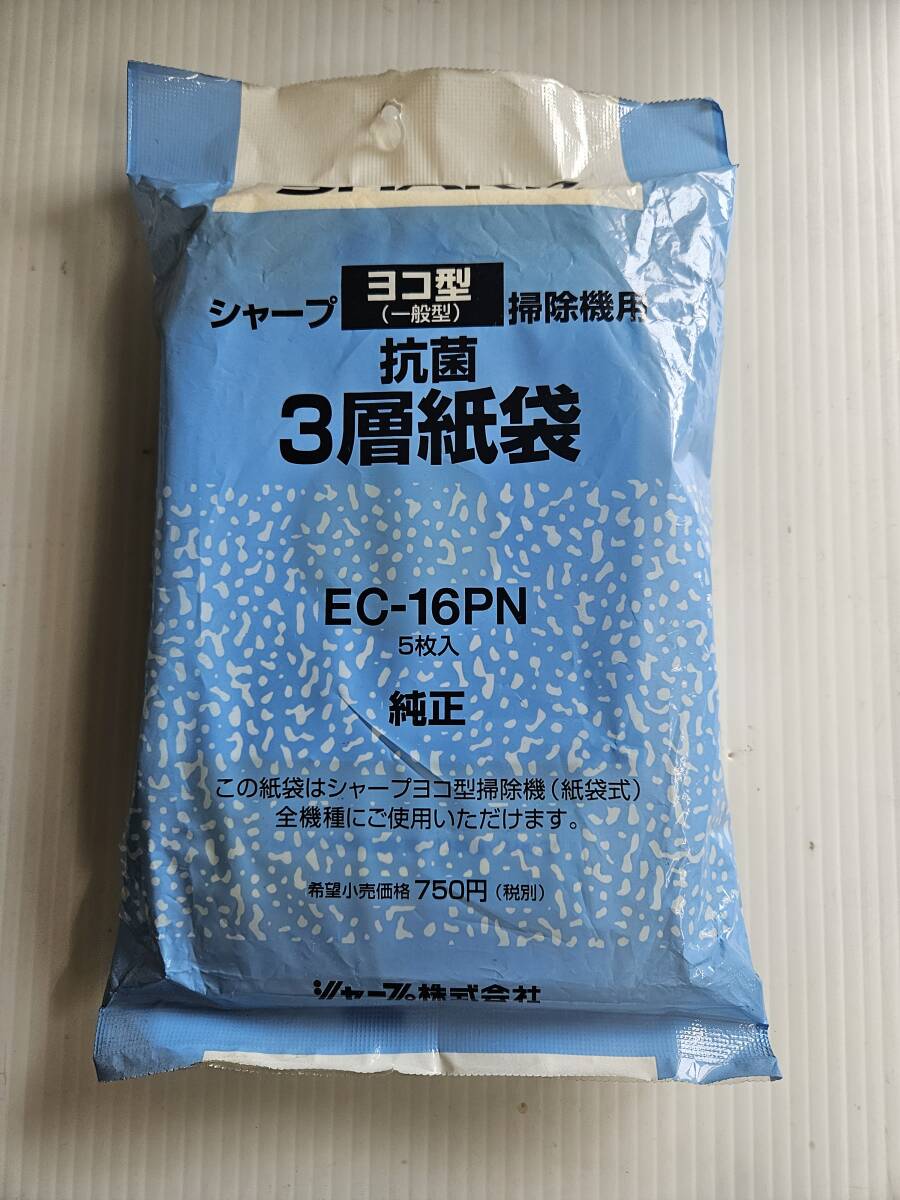 SHARP
シャープ ヨコ型 (一般型) 掃除機用
抗菌
3層紙袋
EC-16PN
5枚入
純正
この紙袋はシャープヨコ型掃除機(紙袋式)
全機種にご使用いただけます。
希望小売価格 750円 (税別)
シャープ株式会社